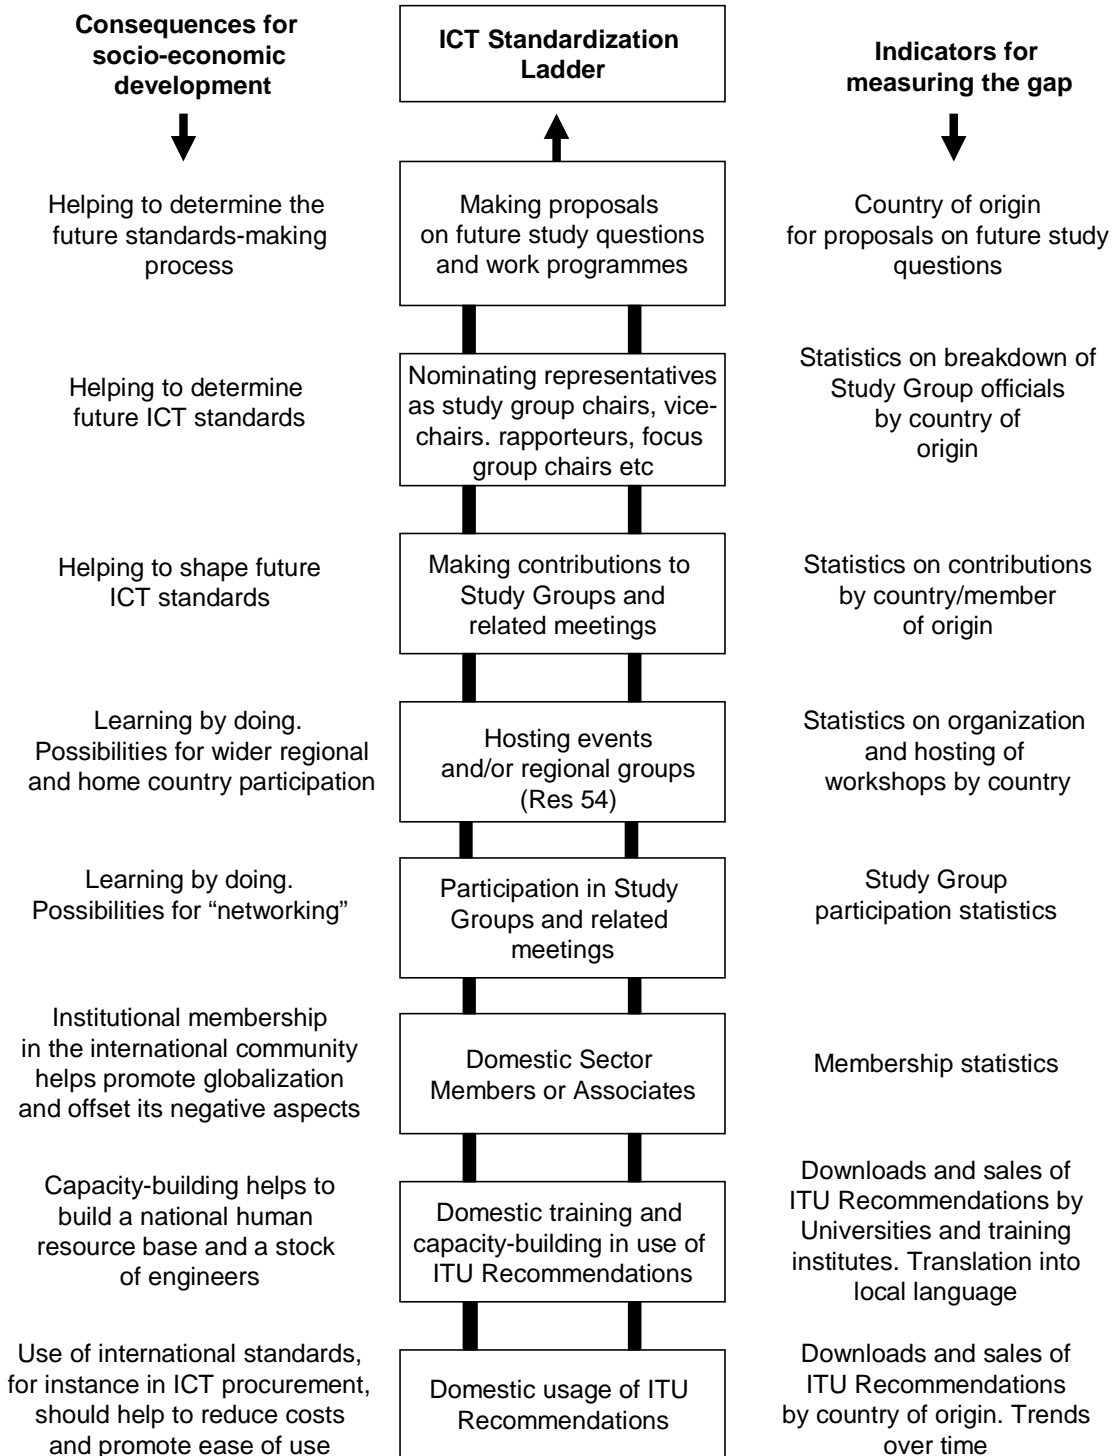 Consequences for
socio-economic
development
ICT Standardization
Ladder
Indicators for
measuring the gap
Helping to determine the
future standards-making
process
Making proposals
on future study questions
and work programmes
Country of origin
for proposals on future study
questions
Helping to determine
future ICT standards
Nominating representatives
as study group chairs, vice-
chairs. rapporteurs, focus
group chairs etc
Statistics on breakdown of
Study Group officials
by country of
origin
Helping to shape future
ICT standards
Making contributions to
Study Groups and
related meetings
Statistics on contributions
by country/member
of origin
Learning by doing.
Possibilities for wider regional
and home country participation
Hosting events
and/or regional groups
(Res 54)
Statistics on organization
and hosting of
workshops by country
Learning by doing.
Possibilities for “networking”
Participation in Study
Groups and related
meetings
Study Group
participation statistics
Institutional membership
in the international community
helps promote globalization
and offset its negative aspects
Domestic Sector
Members or Associates
Membership statistics
Capacity-building helps to
build a national human
resource base and a stock
of engineers
Domestic training and
capacity-building in use of
ITU Recommendations
Downloads and sales of
ITU Recommendations by
Universities and training
institutes. Translation into
local language
Use of international standards,
for instance in ICT procurement,
should help to reduce costs
and promote ease of use
Domestic usage of ITU
Recommendations
Downloads and sales of
ITU Recommendations
by country of origin. Trends
over time